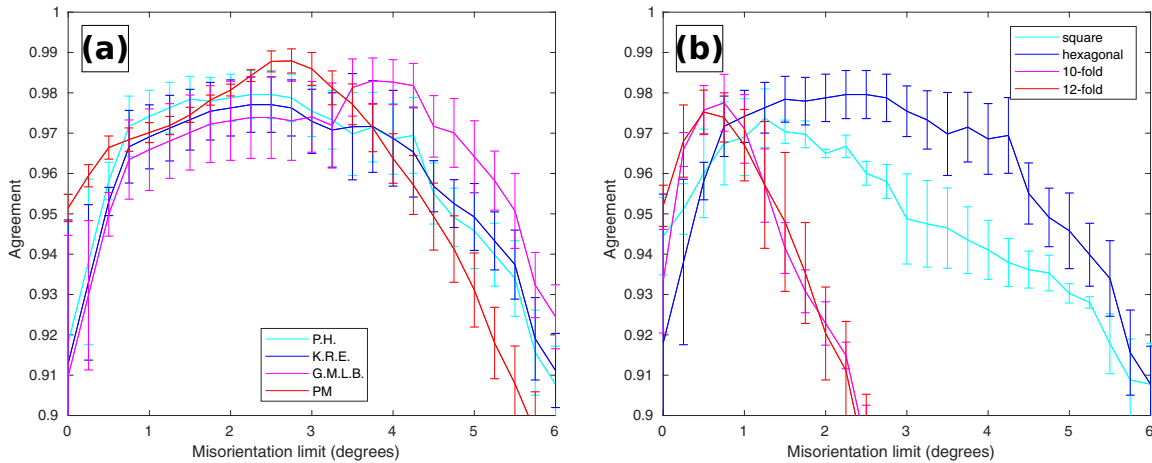 (a)
Agreement
1
0.99
0.98
0.97
0.96
0.95
0.94
0.93
0.92
0.91
0.9
P.H.
K.R.E.
G.M.L.B.
PM
0 1 2 3 4 5 6
Misorientation limit (degrees)
(b)
Agreement
1
0.99
0.98
0.97
0.96
0.95
0.94
0.93
0.92
0.91
0.9
square
hexagonal
10-fold
12-fold
0 1 2 3 4 5 6
Misorientation limit (degrees)